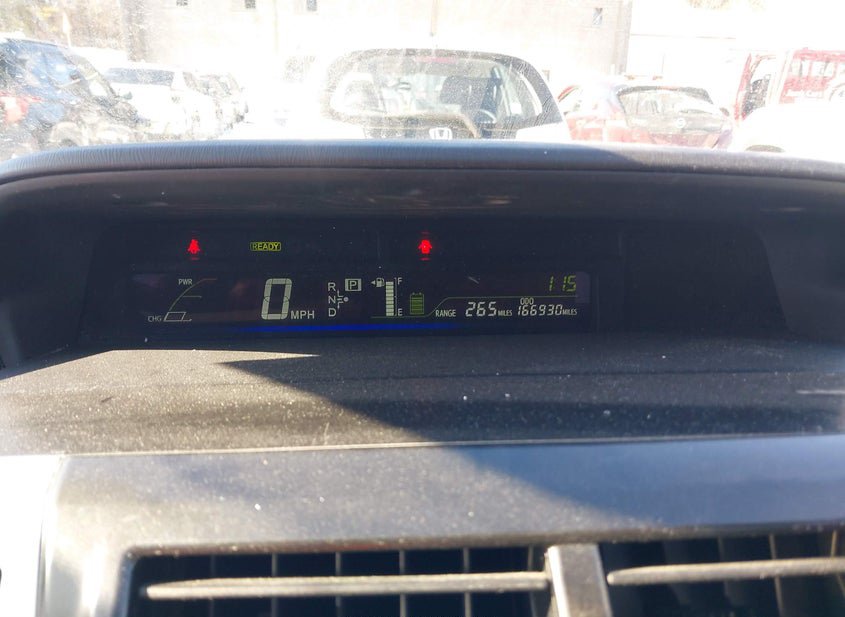 READY
PWR
CHG
0 MPH
R
N
D
L
P
F
E
115
RANGE 265 MILES
ODO
166930 MILES